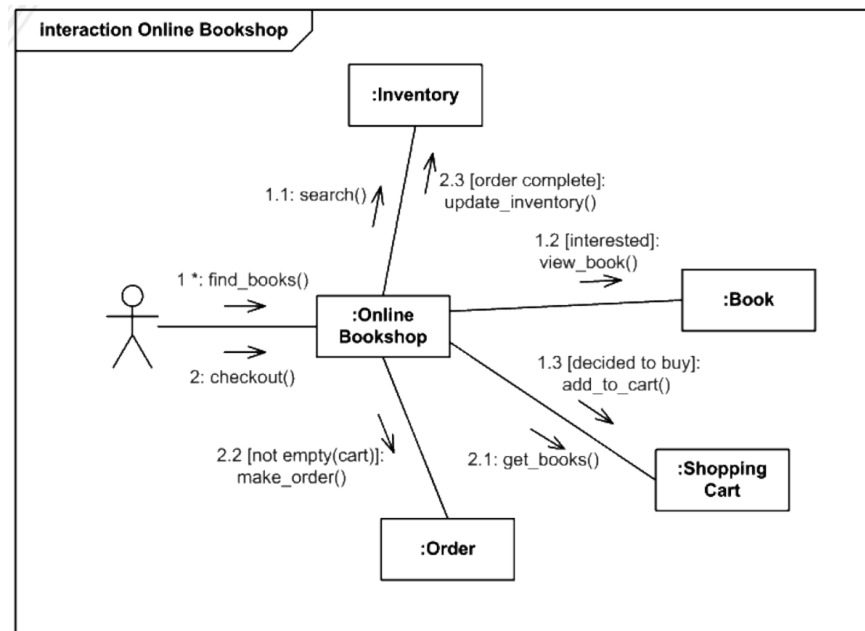 interaction Online Bookshop
:Inventory
1.1: search()
2.3 [order complete]:
update_inventory()
1.2 [interested]:
view_book()
1 *: find_books()
:Online
Bookshop
:Book
2: checkout()
1.3 [decided to buy]:
add_to_cart()
2.2 [not empty(cart)]:
make_order()
2.1: get_books()
:Shopping
Cart
:Order